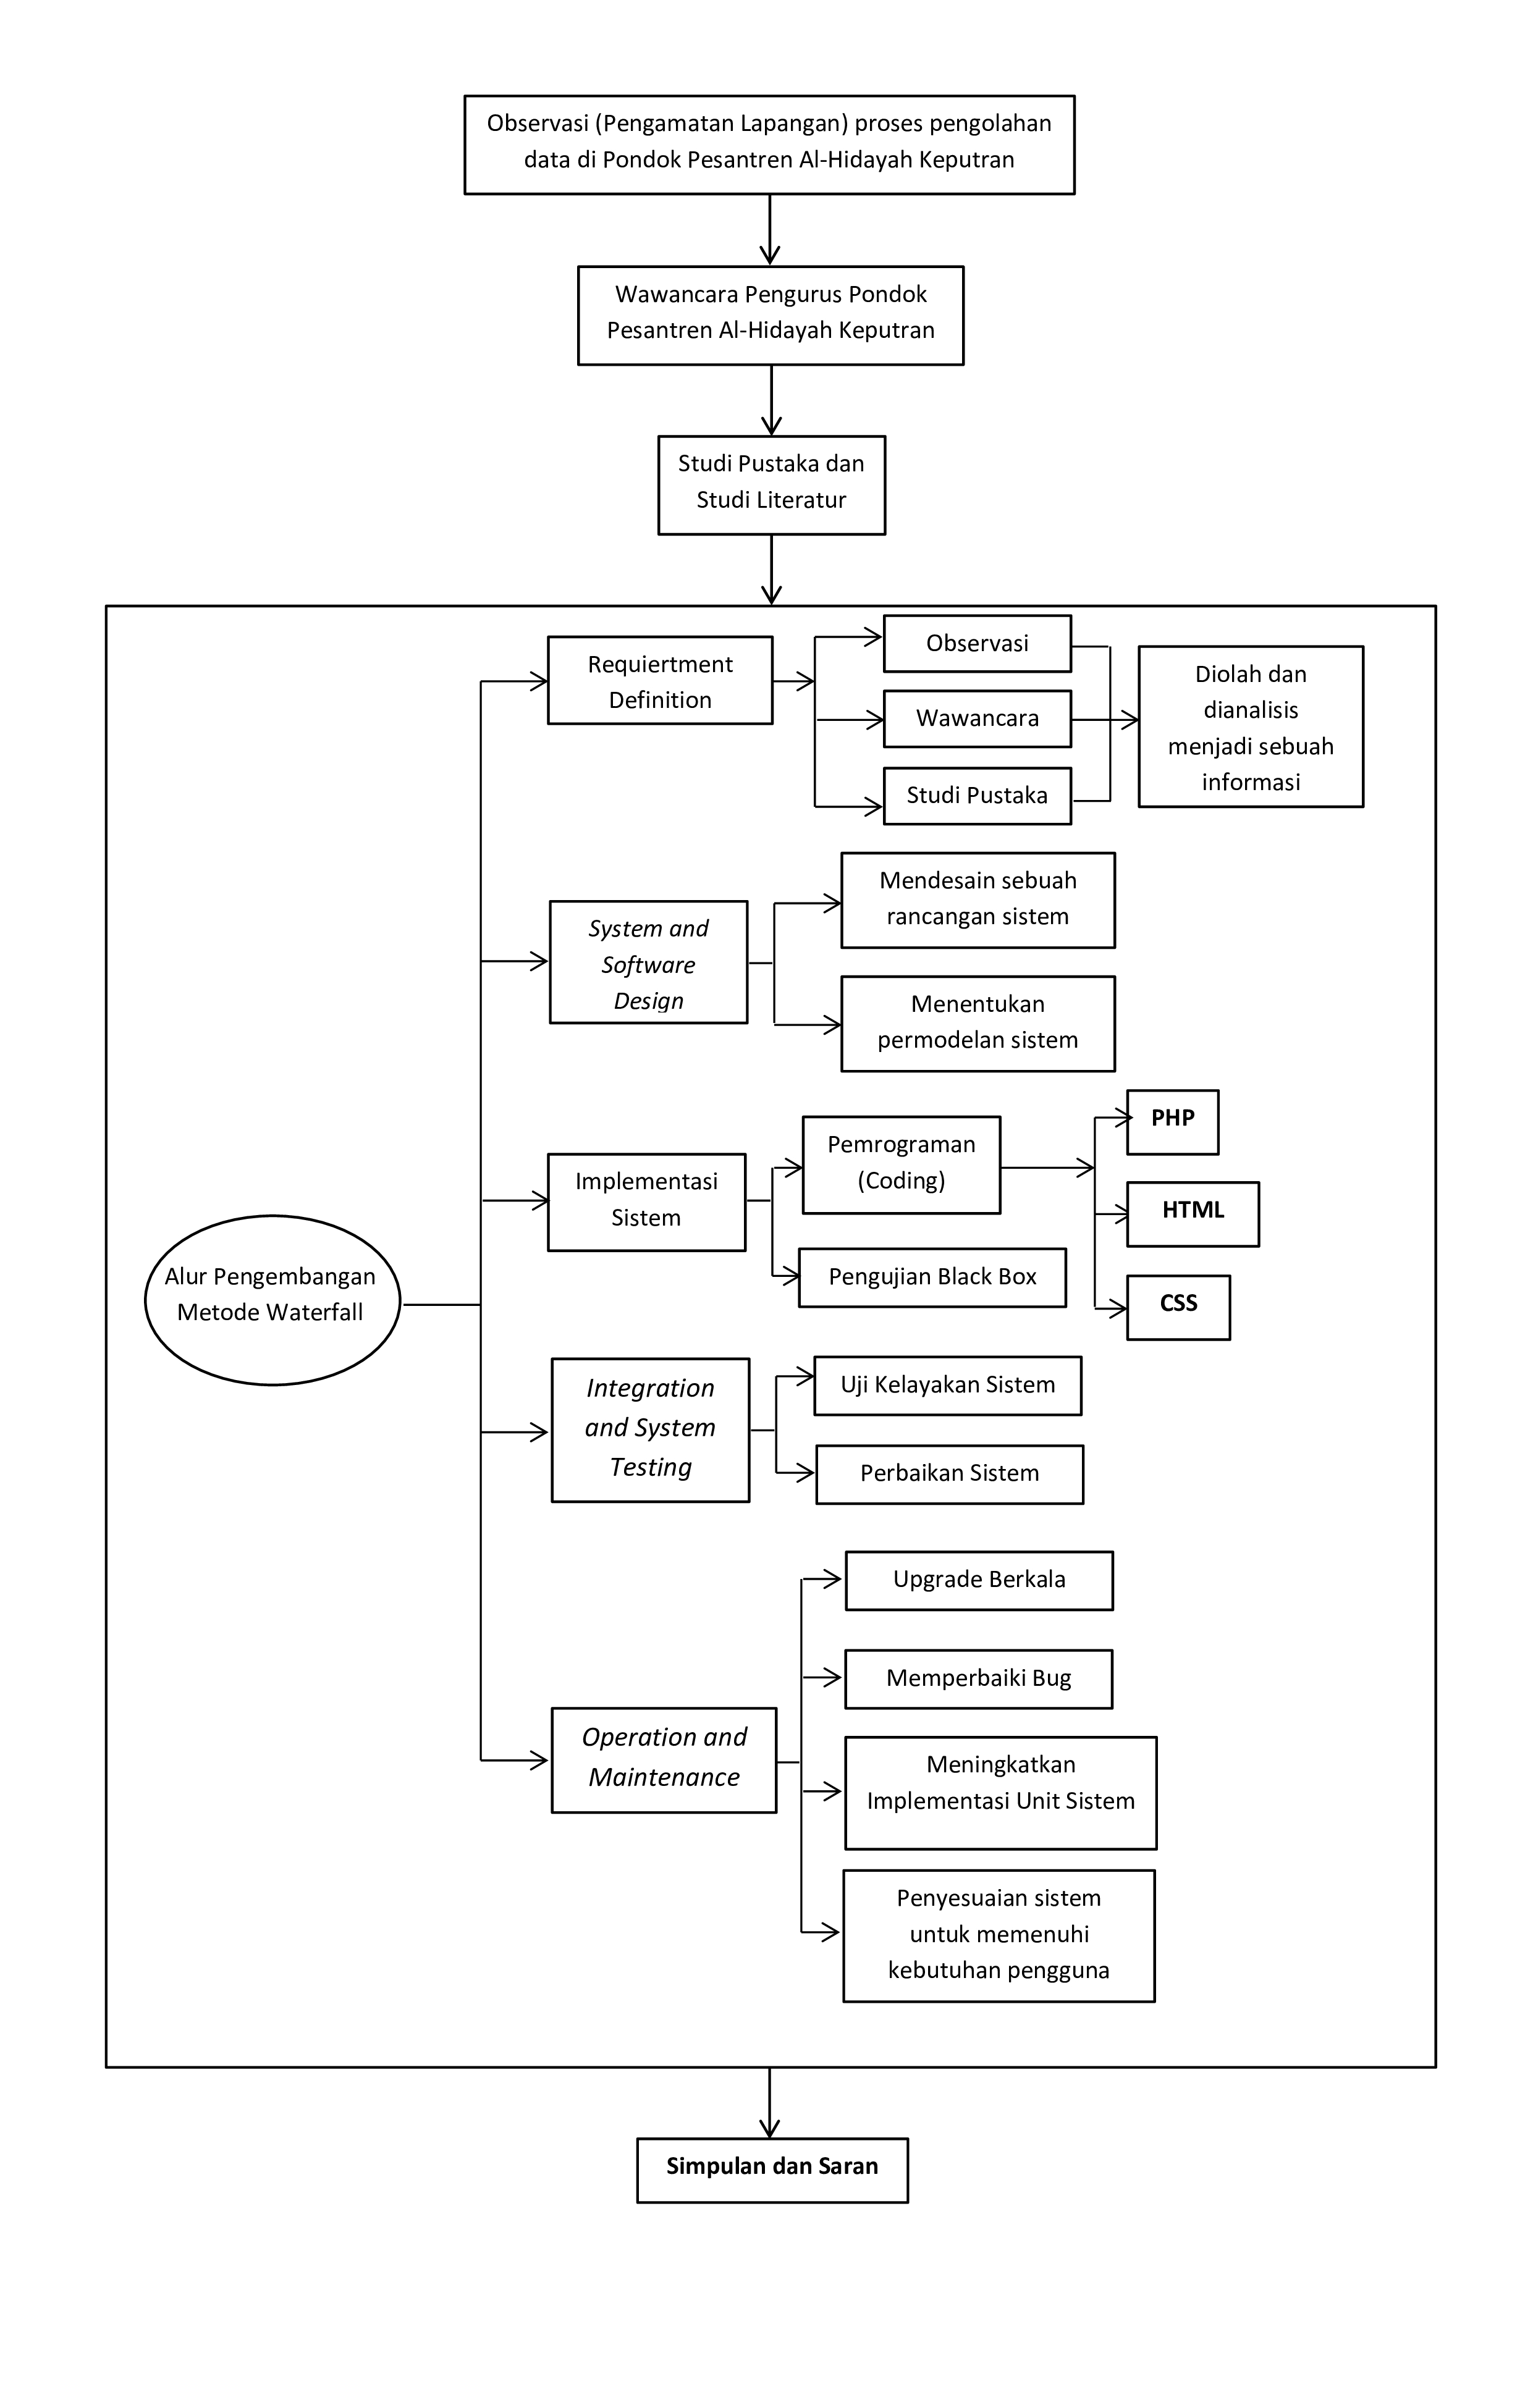 Observasi (Pengamatan Lapangan) proses pengolahan
data di Pondok Pesantren Al-Hidayah Keputran
Wawancara Pengurus Pondok
Pesantren Al-Hidayah Keputran
Studi Pustaka dan
Studi Literatur
Alur Pengembangan
Metode Waterfall
Requiertment
Definition
Observasi
Wawancara
Studi Pustaka
Diolah dan
dianalisis
menjadi sebuah
informasi
System and
Software
Design
Mendesain sebuah
rancangan sistem
Menentukan
permodelan sistem
Implementasi
Sistem
Pemrograman
(Coding)
PHP
HTML
CSS
Pengujian Black Box
Integration
and System
Testing
Uji Kelayakan Sistem
Perbaikan Sistem
Operation and
Maintenance
Upgrade Berkala
Memperbaiki Bug
Meningkatkan
Implementasi Unit Sistem
Penyesuaian sistem
untuk memenuhi
kebutuhan pengguna
Simpulan dan Saran